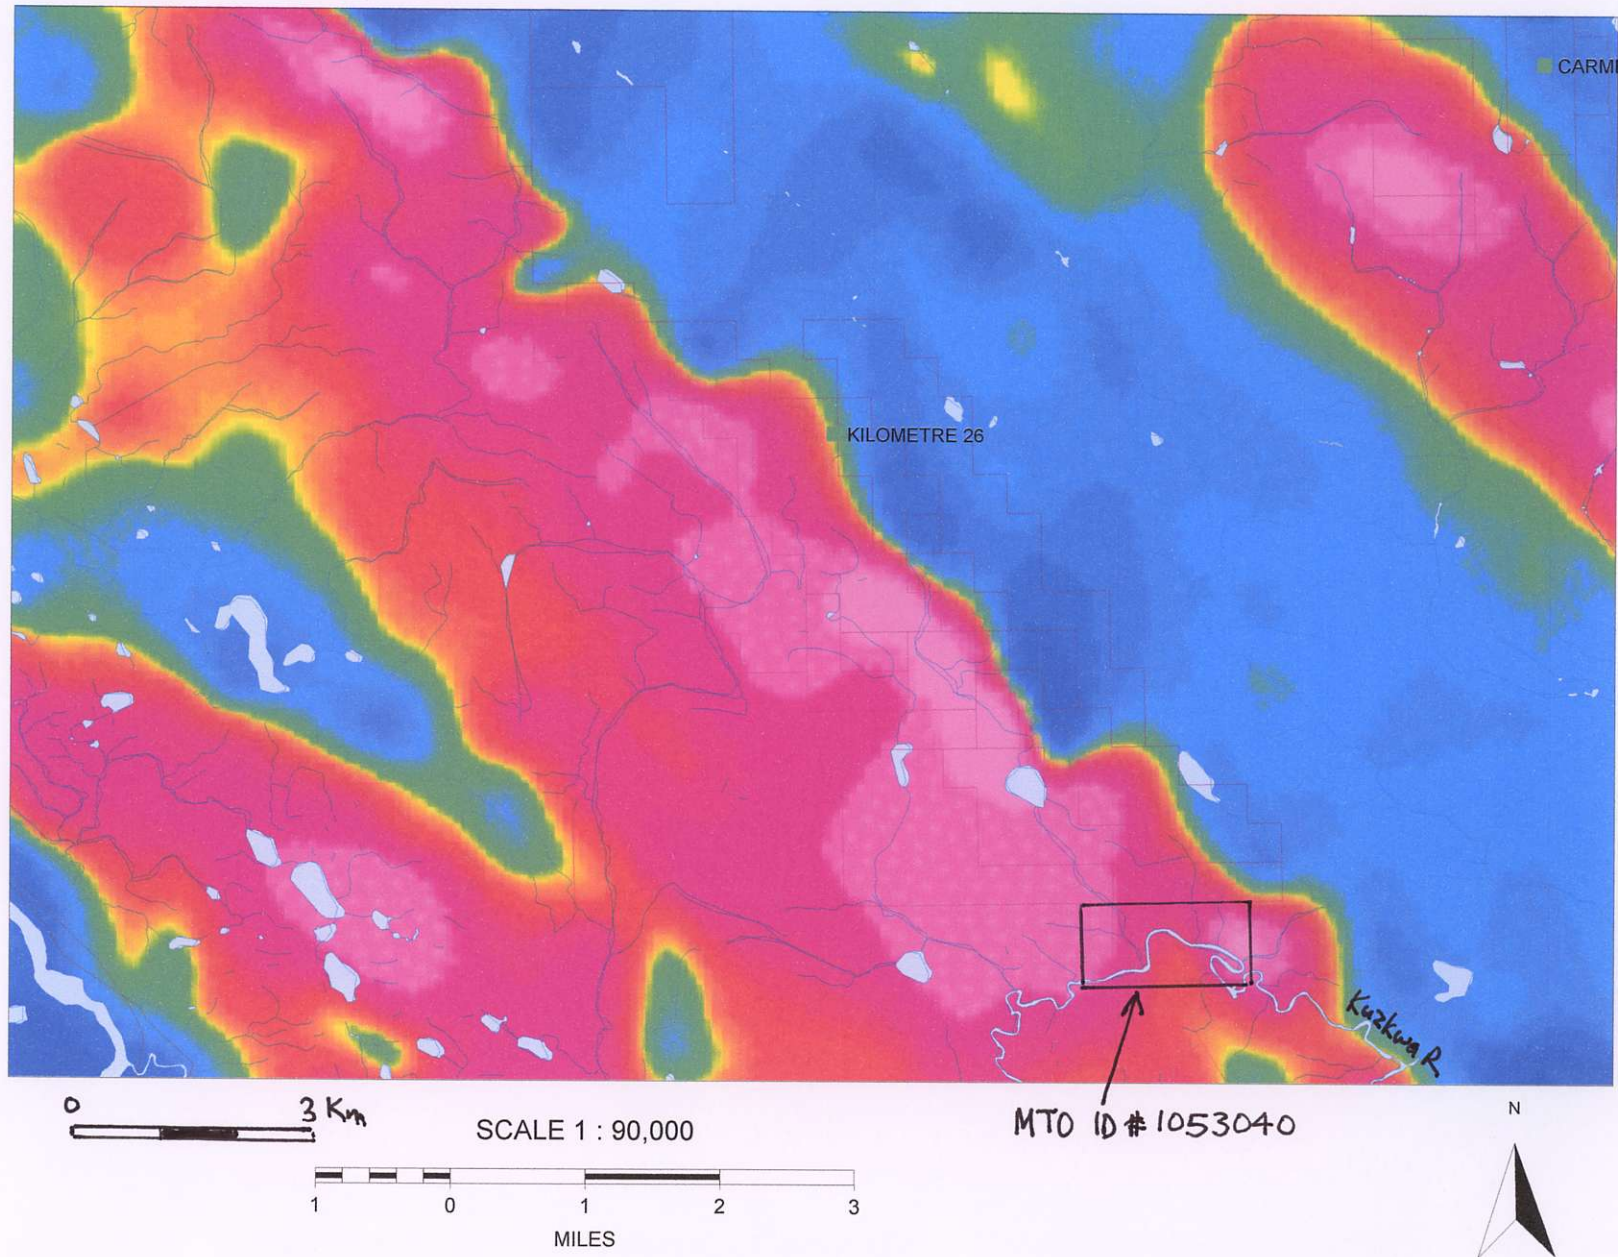 CARMI
KILOMETRE 26
Kuzkwa R
0 3 Km
SCALE 1 : 90,000
MTO ID # 1053040
N
1 0 1 2 3
MILES